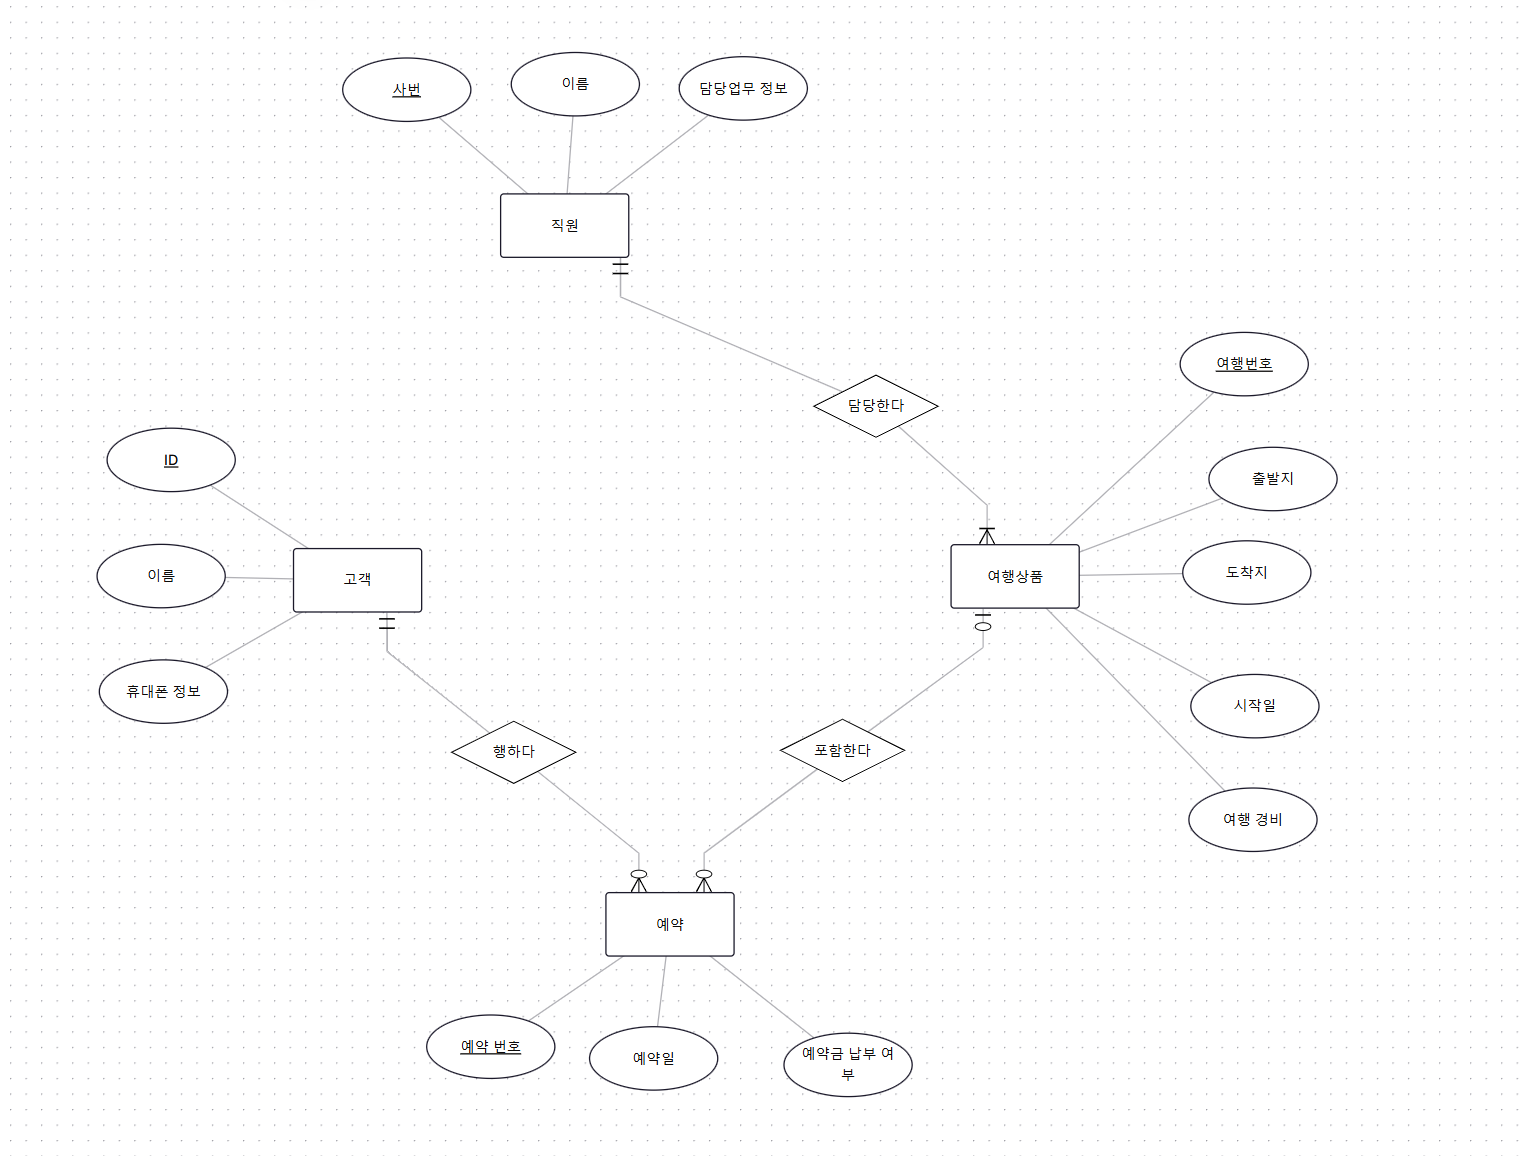 사번
이름
담당업무 정보
직원
담당한다
여행번호
ID
출발지
이름
고객
여행상품
도착지
휴대폰 정보
시작일
행하다
포함한다
여행 경비
예약
예약 번호
예약일
예약금 납부 여
부